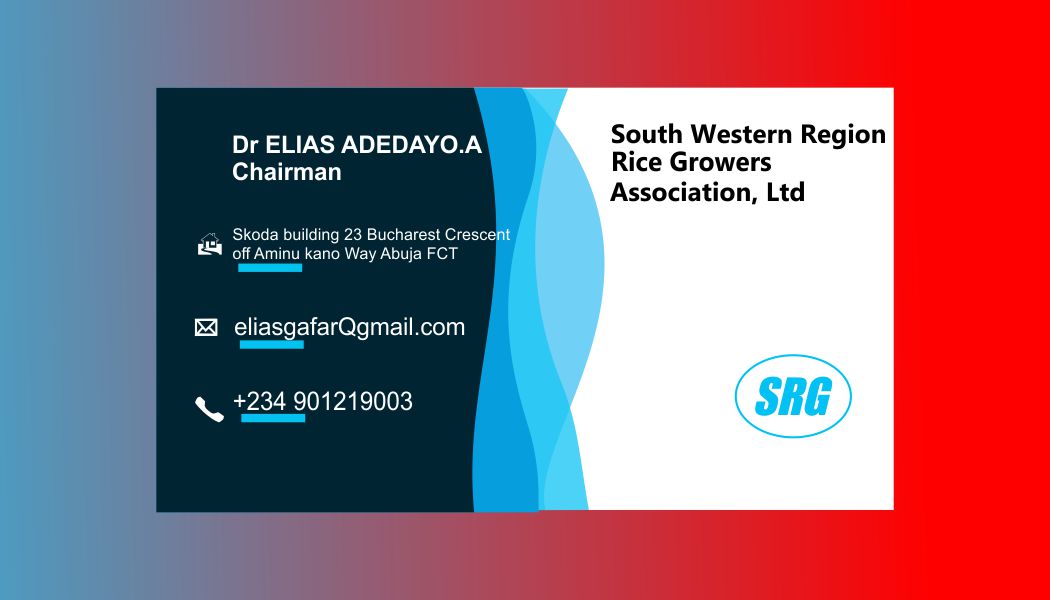 Dr ELIAS ADEDAYO.A
Chairman
Skoda building 23 Bucharest Crescent
off Aminu kano Way Abuja FCT
eliasgafarQgmail.com
+234 901219003
South Western Region
Rice Growers
Association, Ltd
SRG